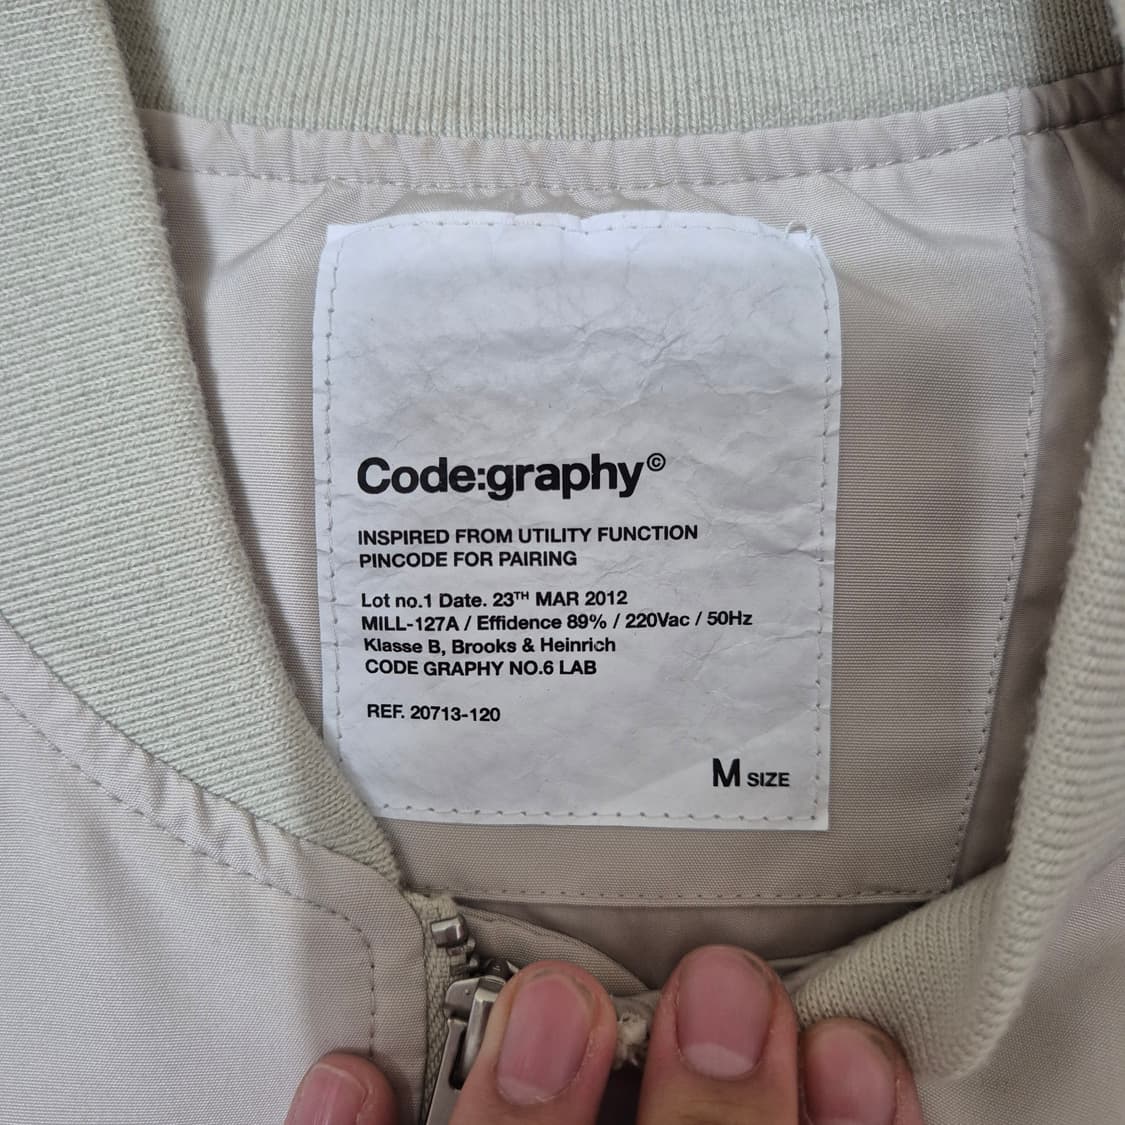 Code:graphy©
INSPIRED FROM UTILITY FUNCTION
PINCODE FOR PAIRING
Lot no.1 Date. 23TH MAR 2012
MILL-127A / Effidence 89% / 220Vac / 50Hz
Klasse B, Brooks & Heinrich
CODE GRAPHY NO.6 LAB
REF. 20713-120
M SIZE